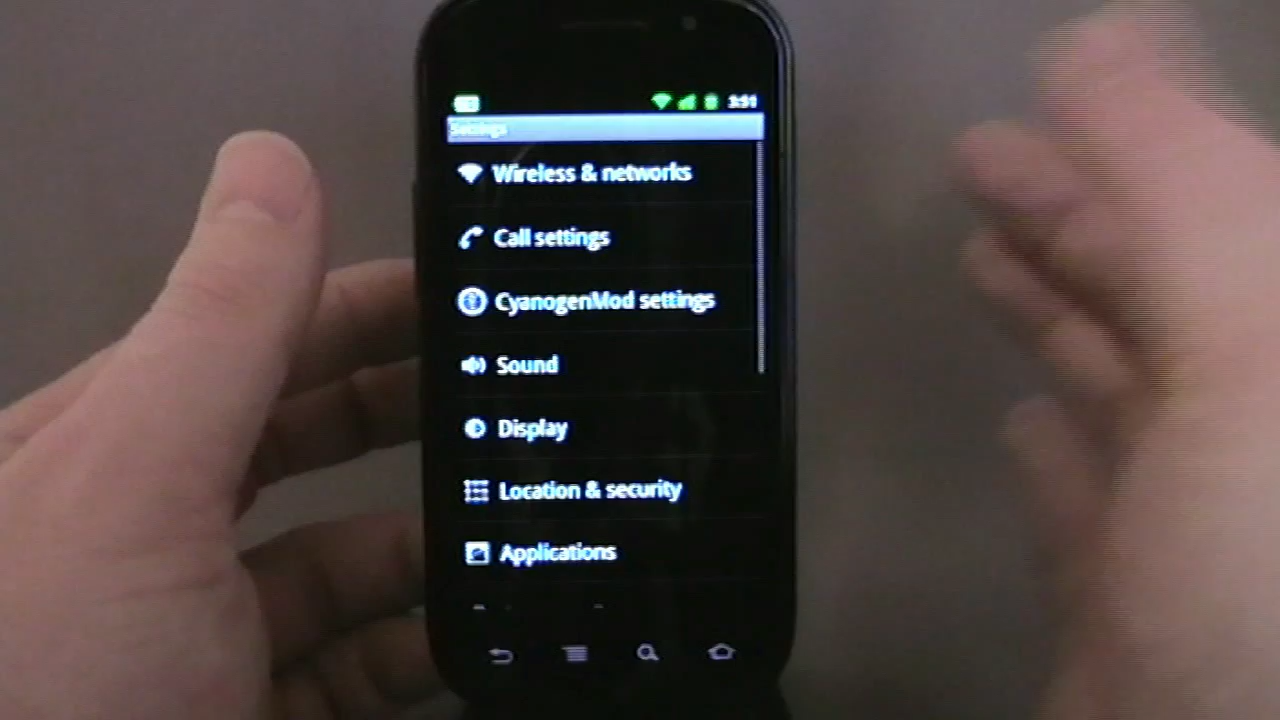 3:51
Settings
Wireless & networks
Call settings
CyanogenMod settings
Sound
Display
Location & security
Applications